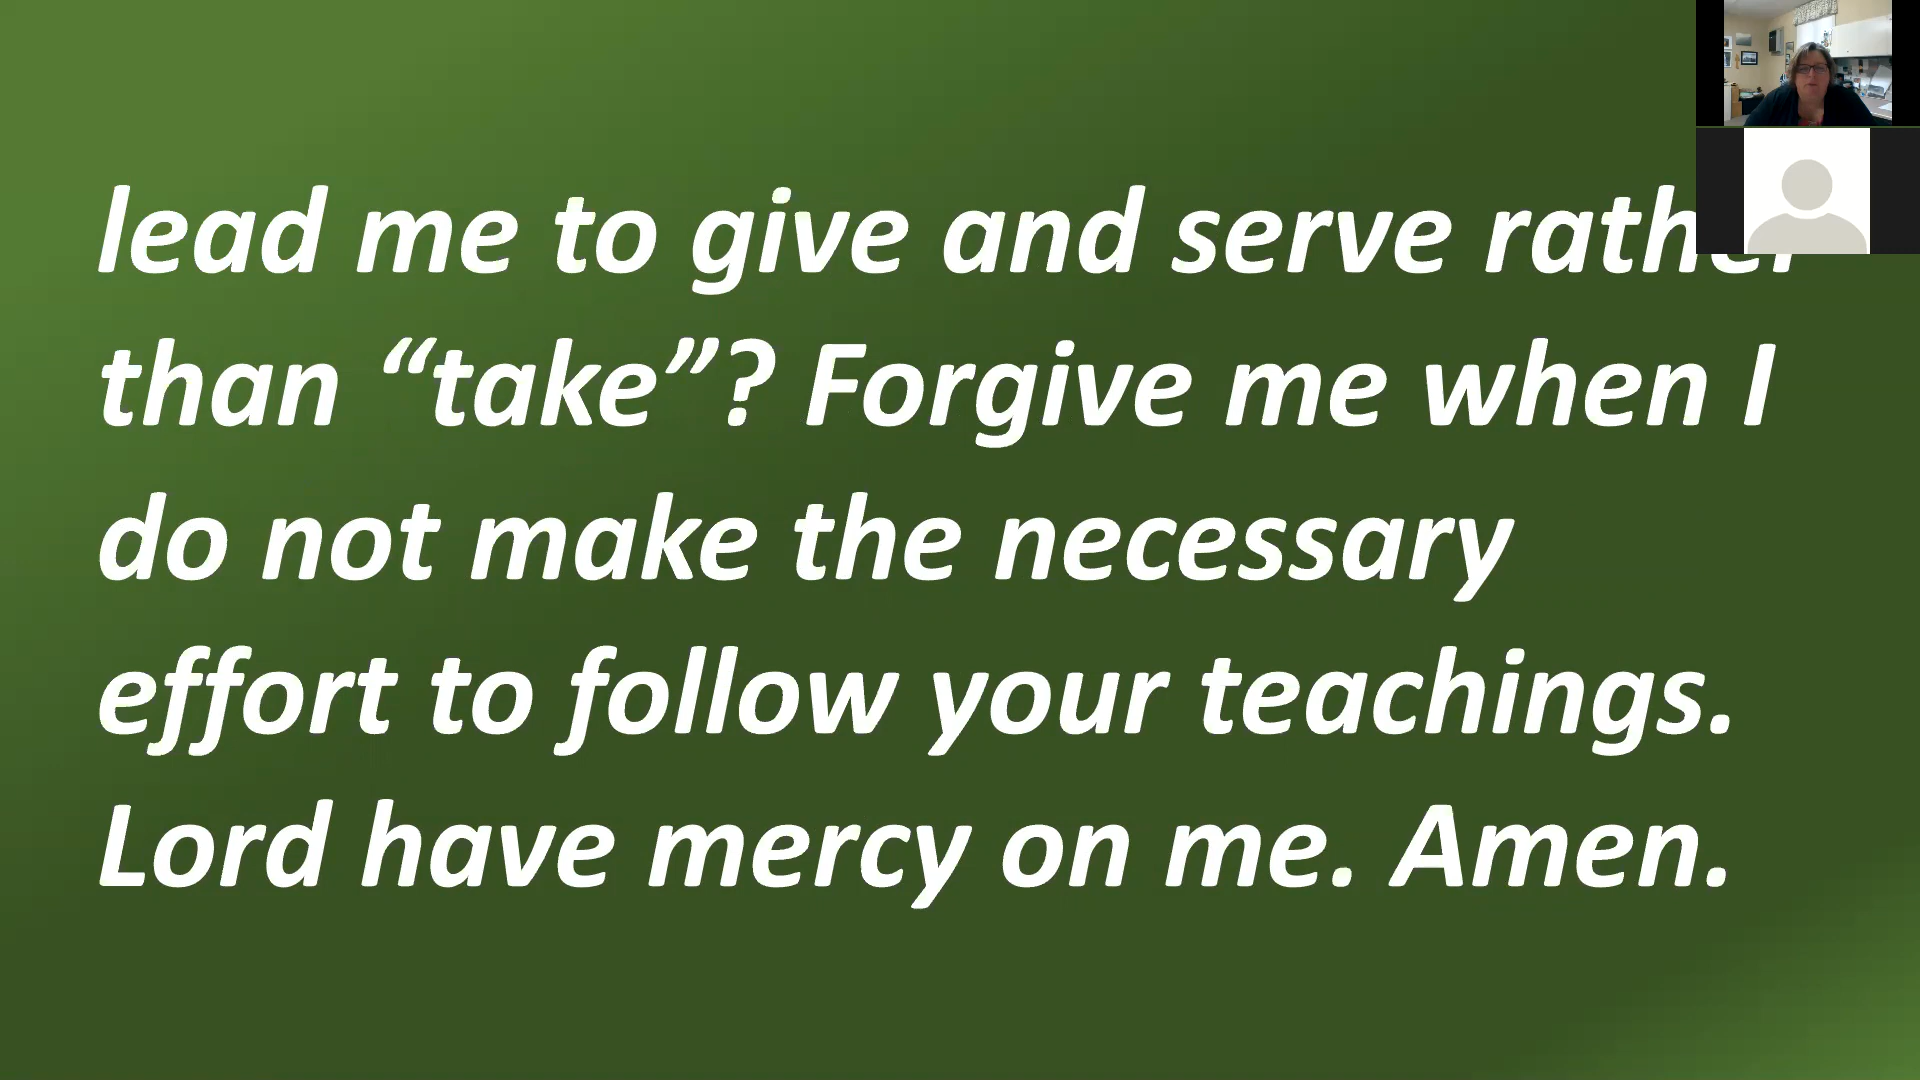 lead me to give and serve rather
than “take”? Forgive me when I
do not make the necessary
effort to follow your teachings.
Lord have mercy on me. Amen.